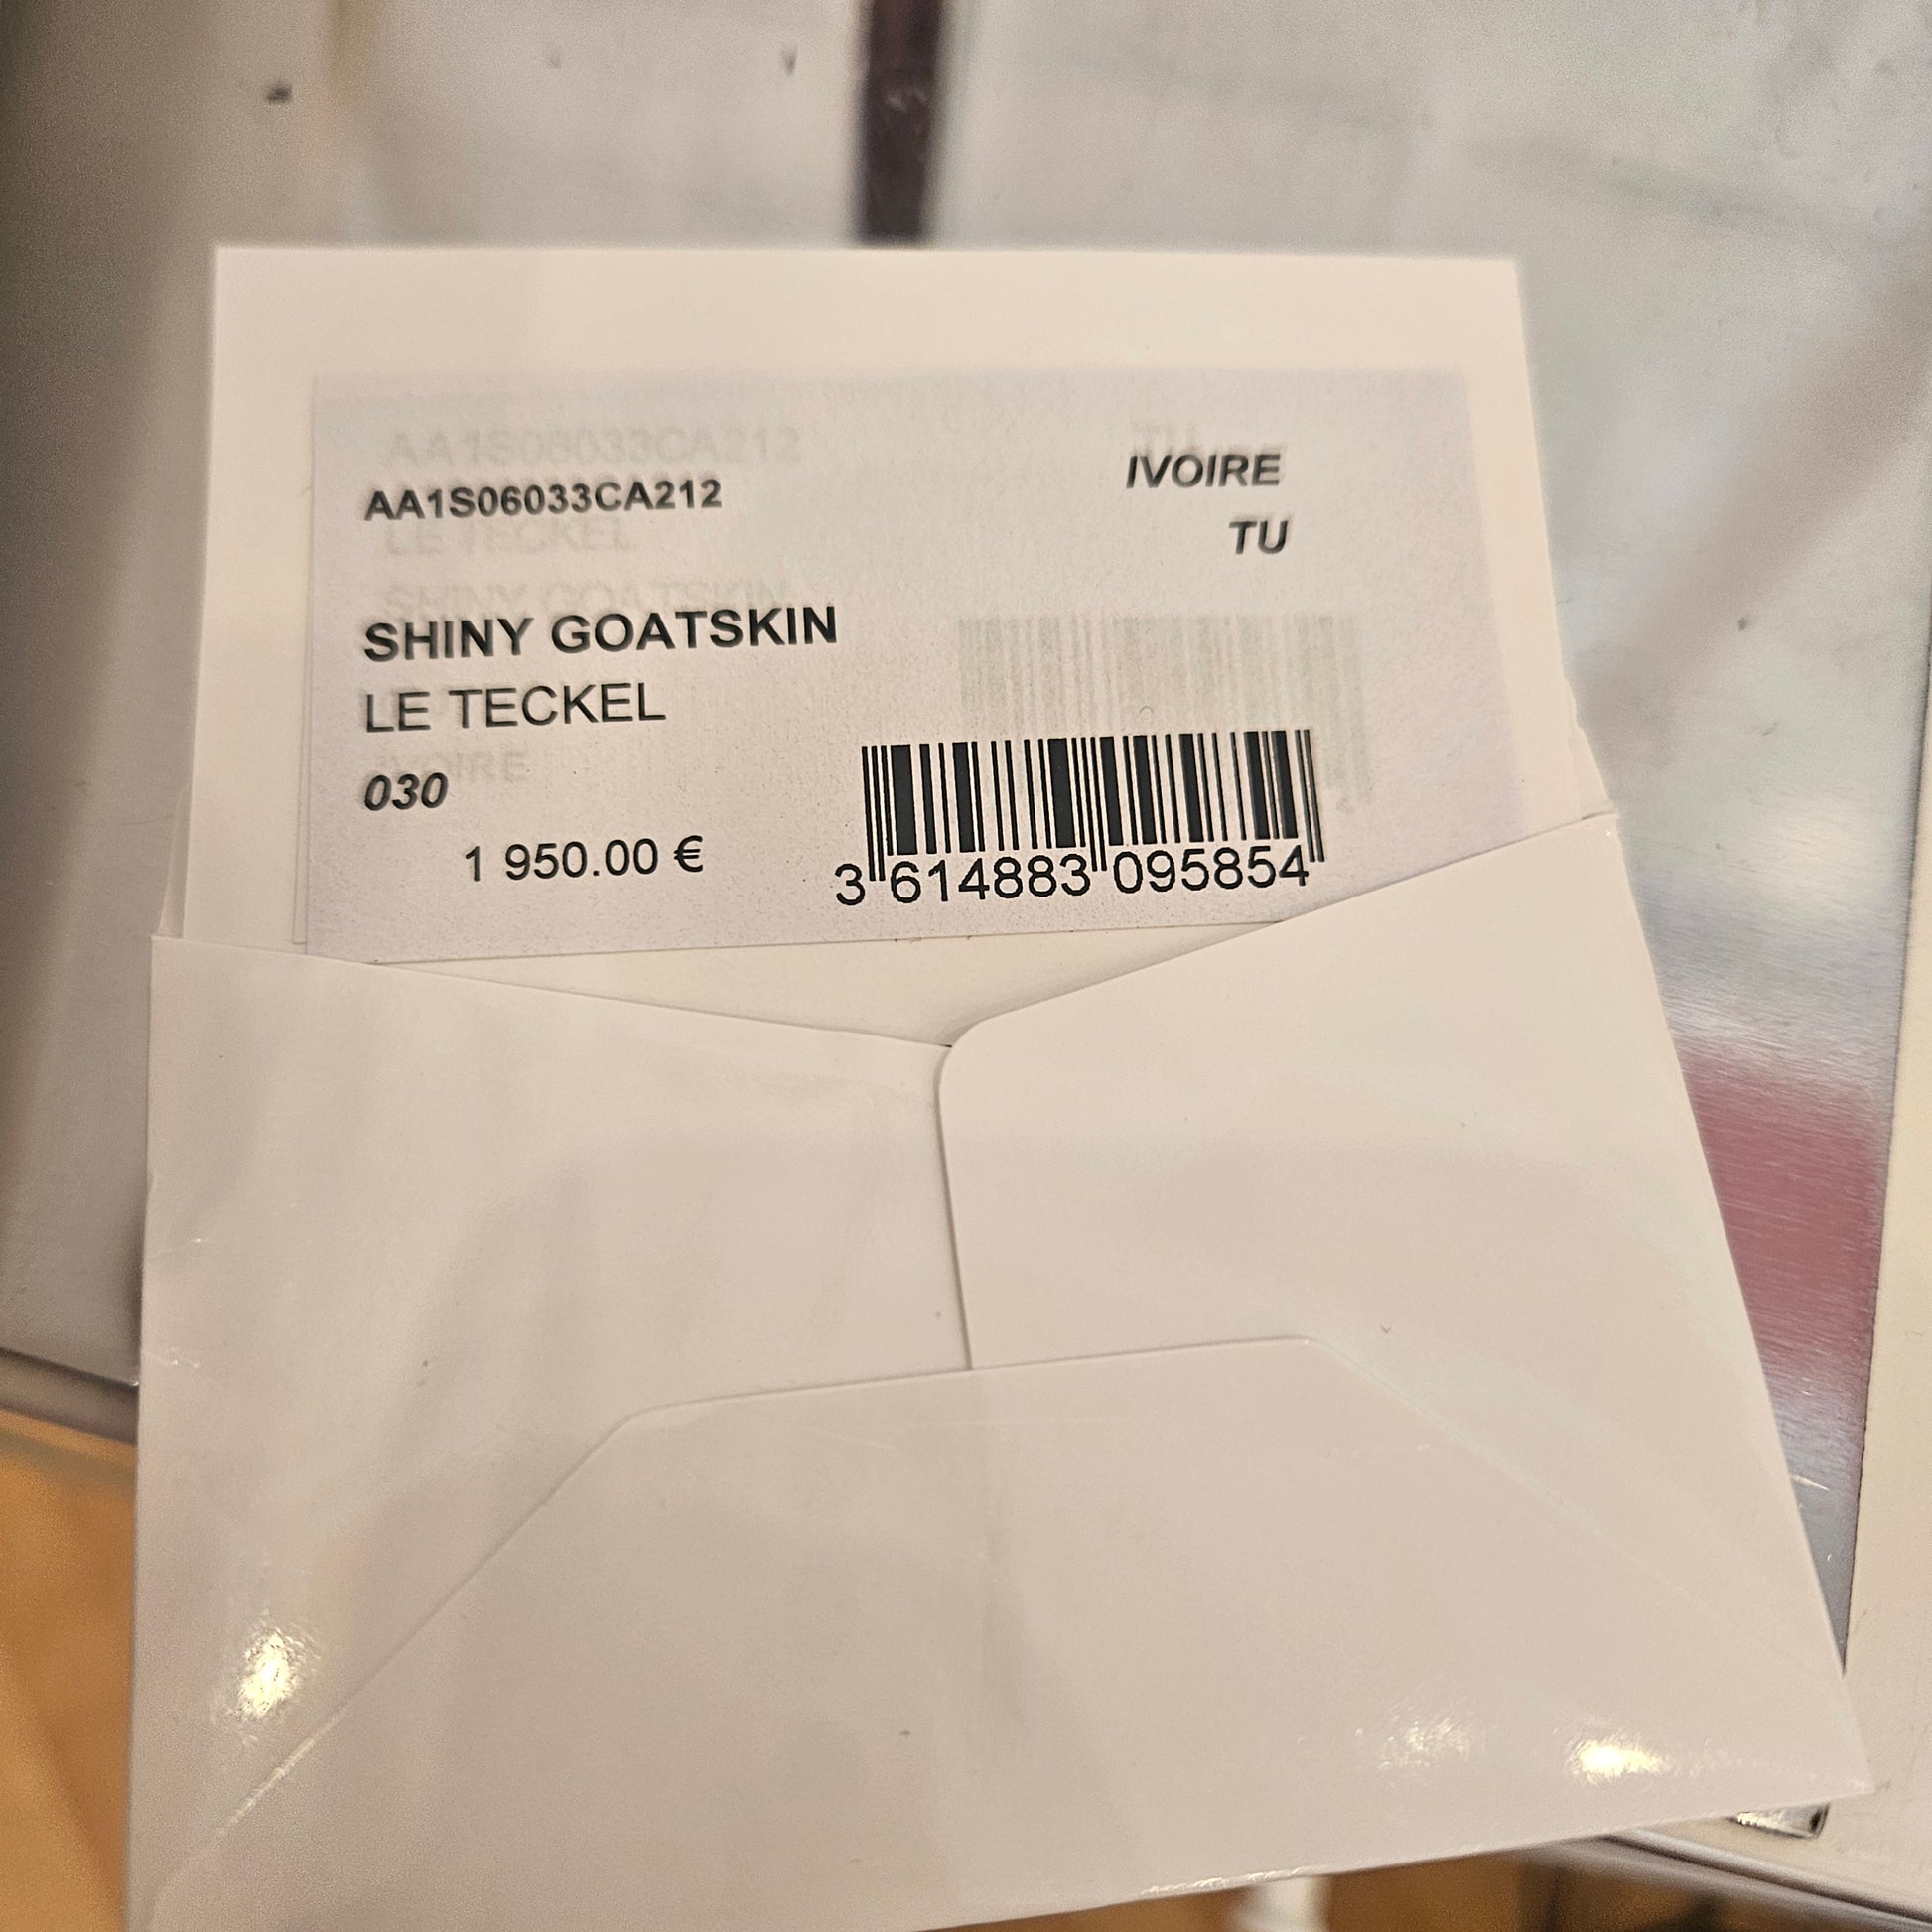 AA1S06033CA212
IVOIRE
TU
SHINY GOATSKIN
LE TECKEL
030
1 950.00 €
3 614883 095854